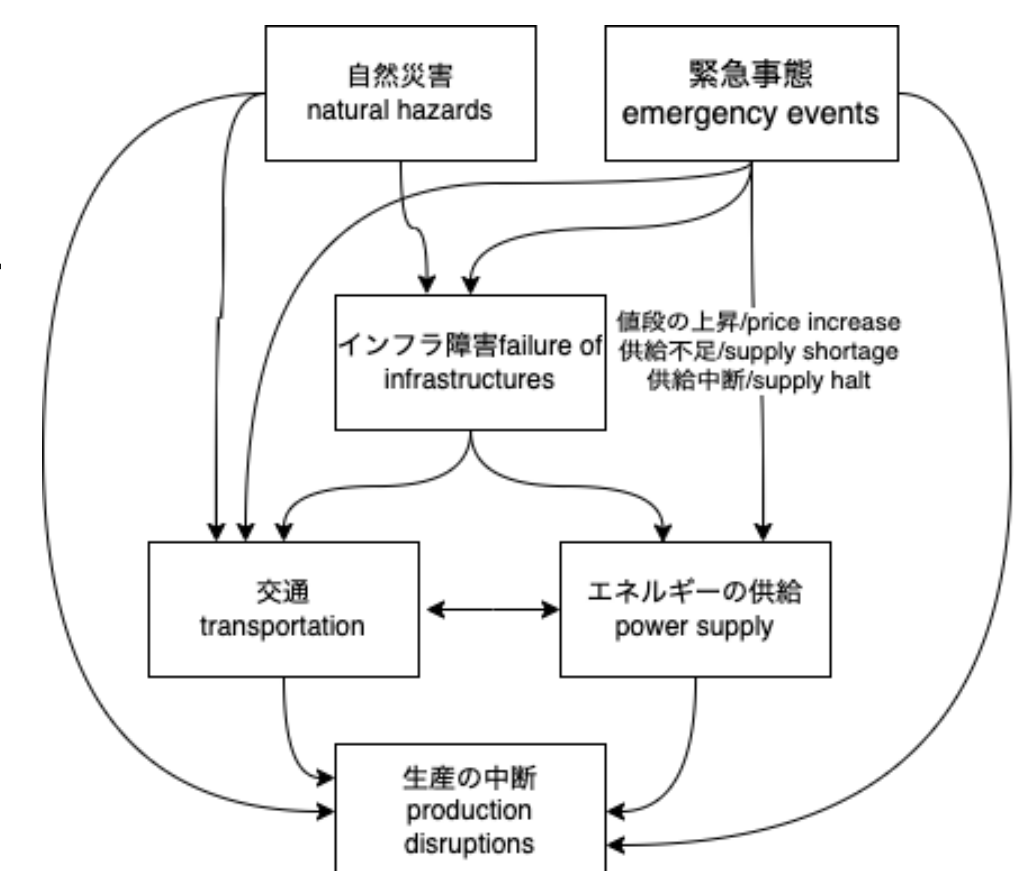 自然災害
natural hazards
緊急事態
emergency events
インフラ障害failure of
infrastructures
値段の上昇/price increase
供給不足/supply shortage
供給中断/supply halt
交通
transportation
エネルギーの供給
power supply
生産の中断
production
disruptions